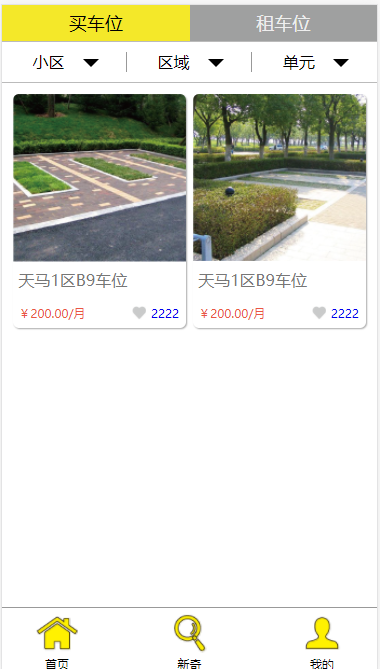 买车位 租车位
小区 区域 单元
天马1区B9车位 天马1区B9车位
￥200.00/月 2222 ￥200.00/月 2222
首页 新奇 我的